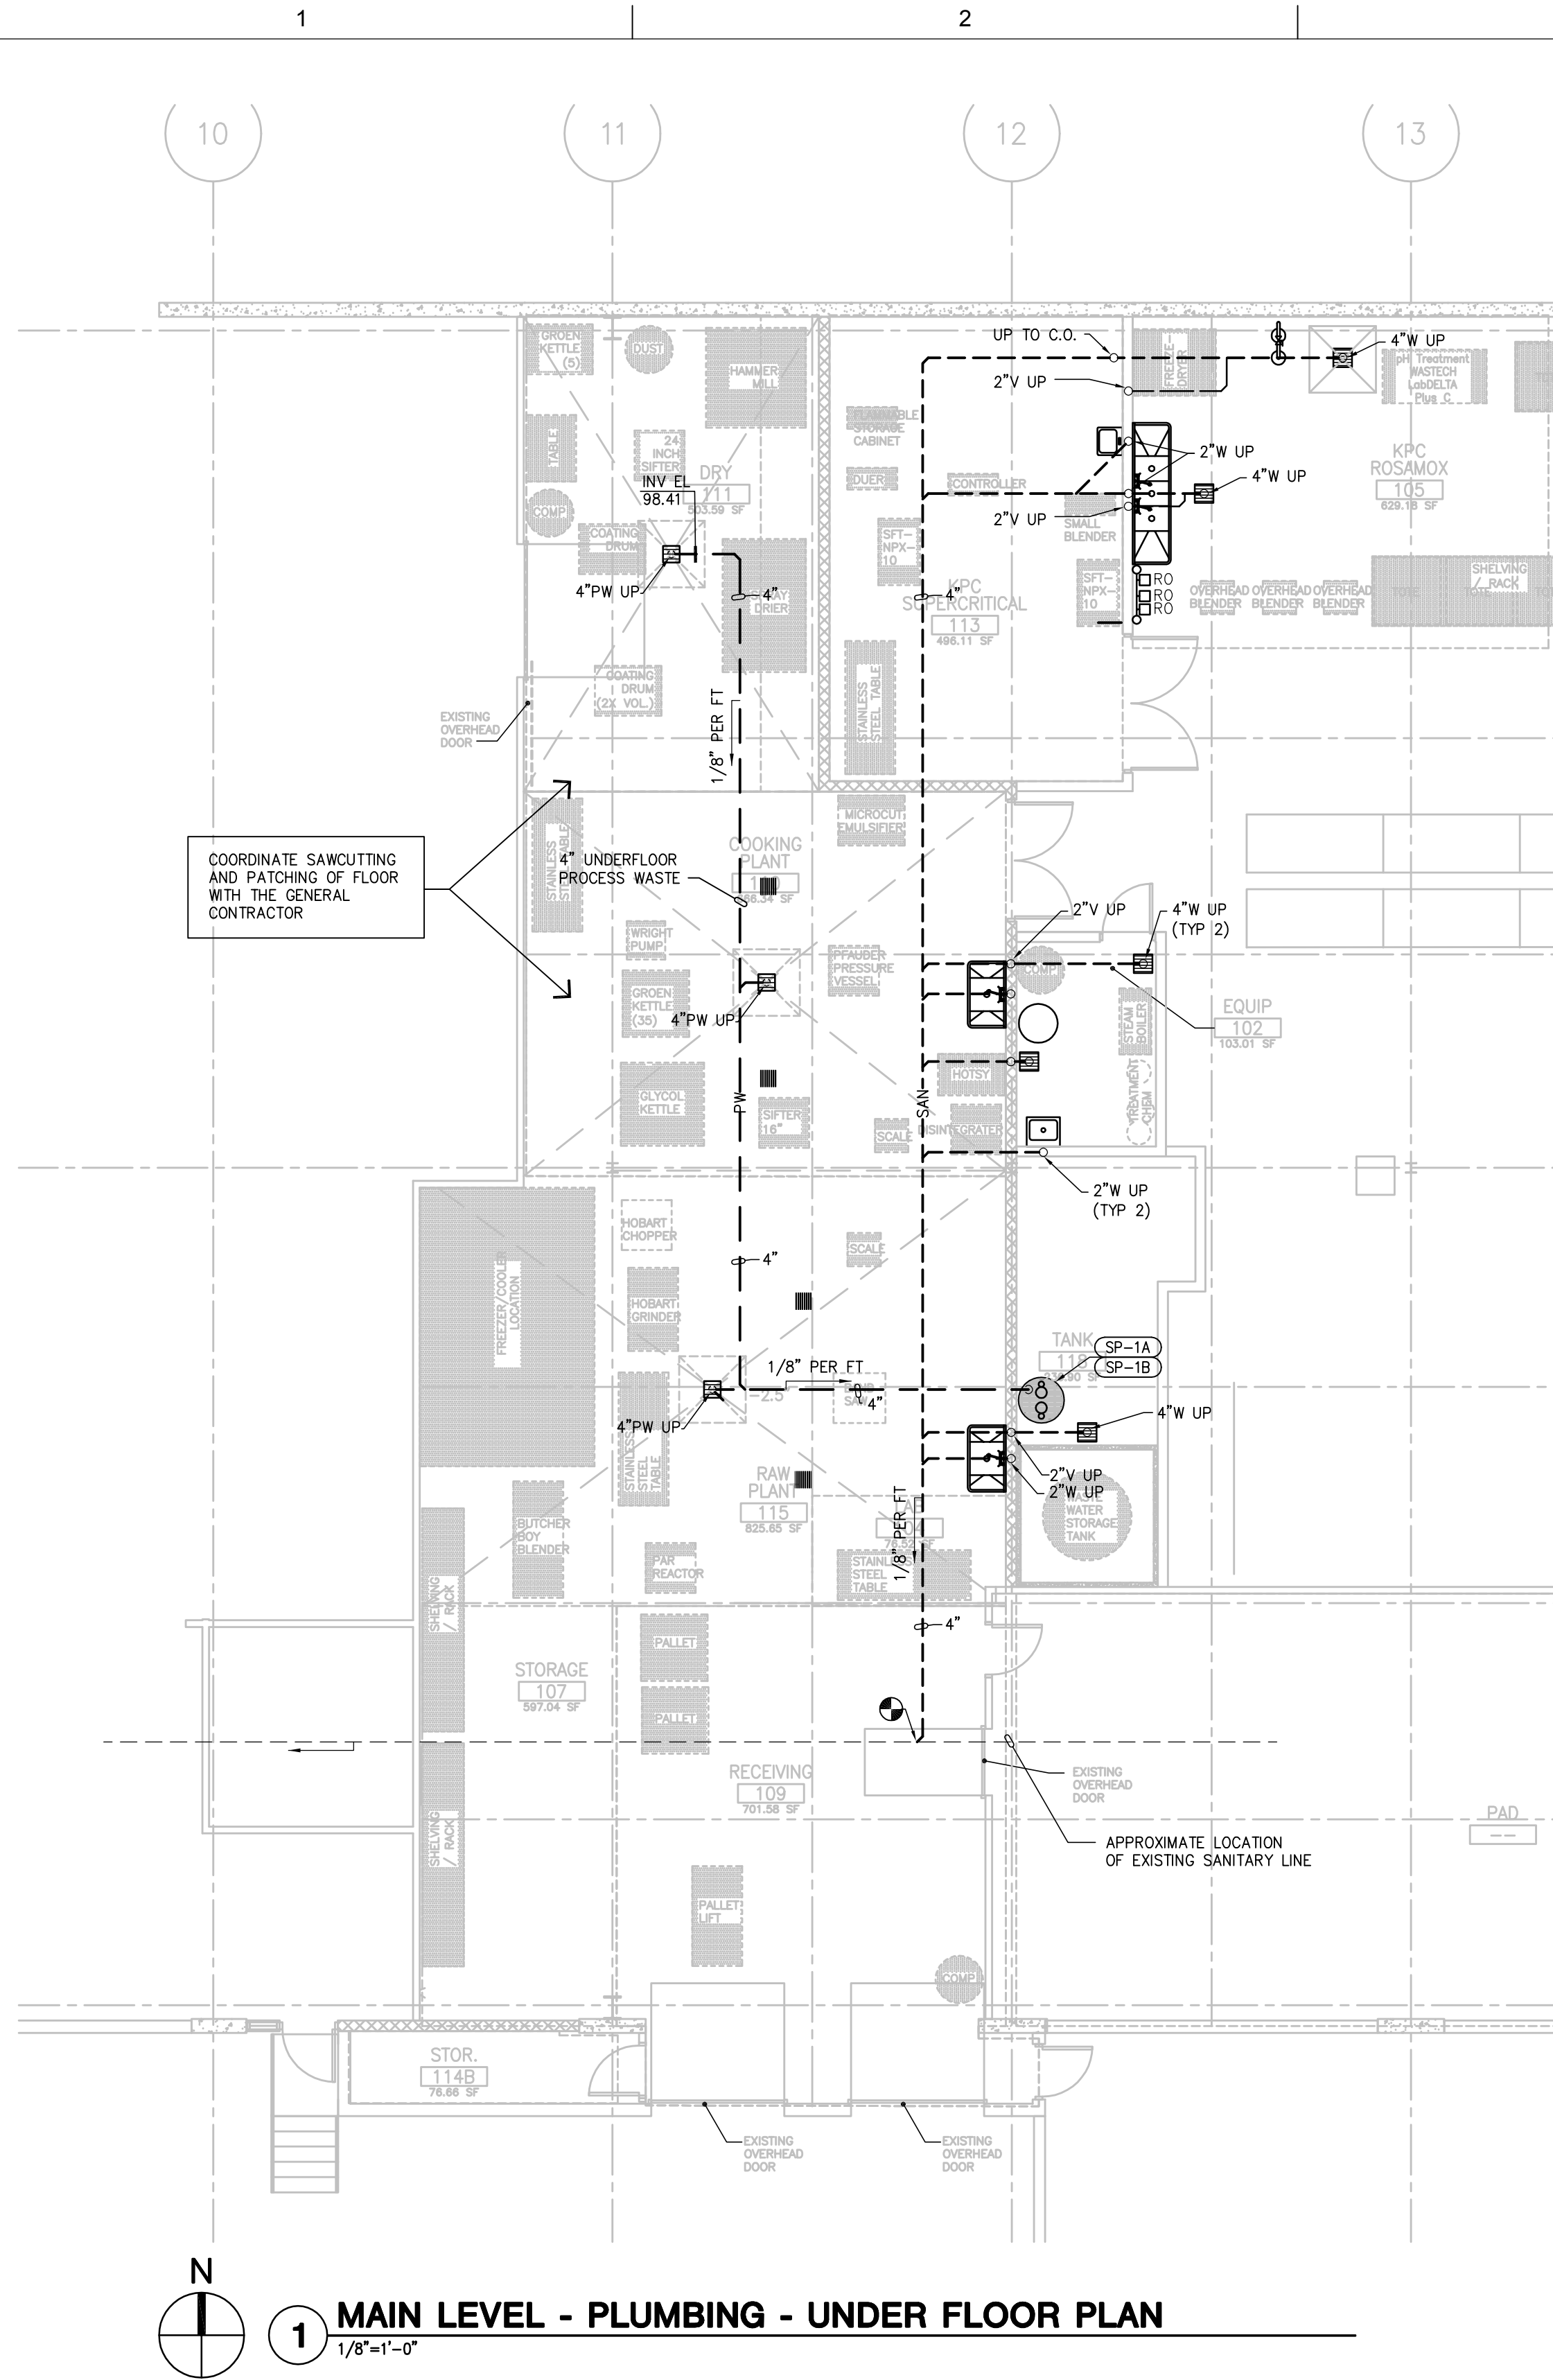 1
2
10
11
12
13
GROEN
KETTLE
(5)
DUST
HAMMER
MILL
UP TO C.O.
FREEZE-
DRYER
4"W UP
pH Treatment
WASTECH
LabDELTA
Plus C
2"V UP
TABLE
24
INCH
SIFTER
FLAMMABLE
STORAGE
CABINET
2"W UP
KPC
ROSAMOX
105
629.18 SF
DRY
111
503.59 SF
INV EL
98.41
DUER
CONTROLLER
4"W UP
COMP
2"V UP
SMALL
BLENDER
COATING
DRUM
SFT-
NPX-
10
4"PW UP
4"
SPRAY
DRIER
4"
KPC
SUPERCRITICAL
113
496.11 SF
SFT-
NPX-
10
RO
RO
RO
OVERHEAD
BLENDER
OVERHEAD
BLENDER
OVERHEAD
BLENDER
SHELVING
/ RACK
TOTE
TOTE
COATING
DRUM
(2X VOL.)
STAINLESS
STEEL TABLE
EXISTING
OVERHEAD
DOOR
1/8" PER FT
MICROCUT
EMULSIFIER
COORDINATE SAWCUTTING
AND PATCHING OF FLOOR
WITH THE GENERAL
CONTRACTOR
STAINLESS
STEEL TABLE
COOKING
PLANT
4" UNDERFLOOR
PROCESS WASTE
2"V UP
4"W UP
(TYP 2)
WRIGHT
PUMP
PFAUDER
PRESSURE
VESSEL
COMP
GROEN
KETTLE
(35)
4"PW UP
EQUIP
102
103.01 SF
STEAM
BOILER
HOTSY
GLYCOL
KETTLE
PW
SIFTER
16"
SAN
SCALE
DISINTEGRATER
TREATMENT
CHEM
2"W UP
(TYP 2)
HOBART
CHOPPER
SCALE
FREEZER/COOLER
LOCATION
4"
HOBART
GRINDER
TANK
SP-1A
SP-1B
1/8" PER FT
-2.5
SAW
4"
4"PW UP
4"W UP
STAINLESS
STEEL
TABLE
RAW
PLANT
115
825.65 SF
2"V UP
2"W UP
WASTE
WATER
STORAGE
TANK
BUTCHER
BOY
BLENDER
1/8" PER FT
PAR
REACTOR
STAINLESS
STEEL
TABLE
SHELVING
/ RACK
4"
PALLET
STORAGE
107
597.04 SF
PALLET
RECEIVING
109
701.58 SF
EXISTING
OVERHEAD
DOOR
PAD
--
SHELVING
/ RACK
APPROXIMATE LOCATION
OF EXISTING SANITARY LINE
PALLET
LIFT
COMP
STOR.
114B
76.66 SF
EXISTING
OVERHEAD
DOOR
EXISTING
OVERHEAD
DOOR
N
1
MAIN LEVEL - PLUMBING - UNDER FLOOR PLAN
1/8"=1'-0"